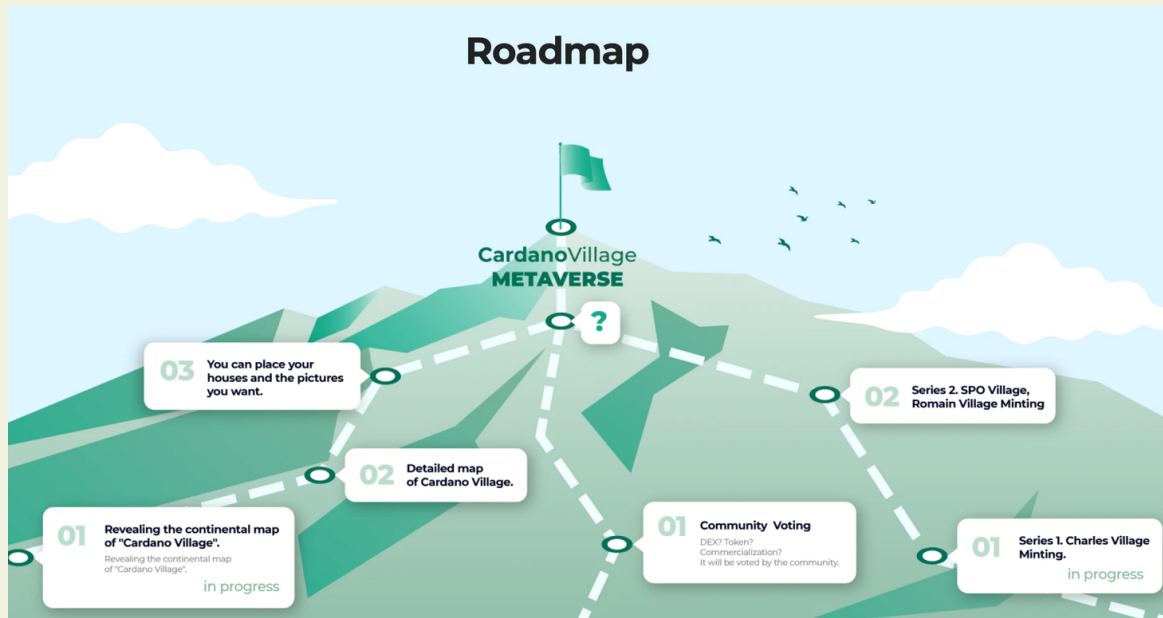 Roadmap
CardanoVillage
METAVERSE
?
03
You can place your
houses and the pictures
you want.
02
Series 2. SPO Village,
Romain Village Minting
02
Detailed map
of Cardano Village.
01
Revealing the continental map
of "Cardano Village".
Revealing the continental map
of "Cardano Village".
in progress
01
Community Voting
DEX? Token?
Commercialization?
It will be voted by the community.
01
Series 1. Charles Village
Minting.
in progress